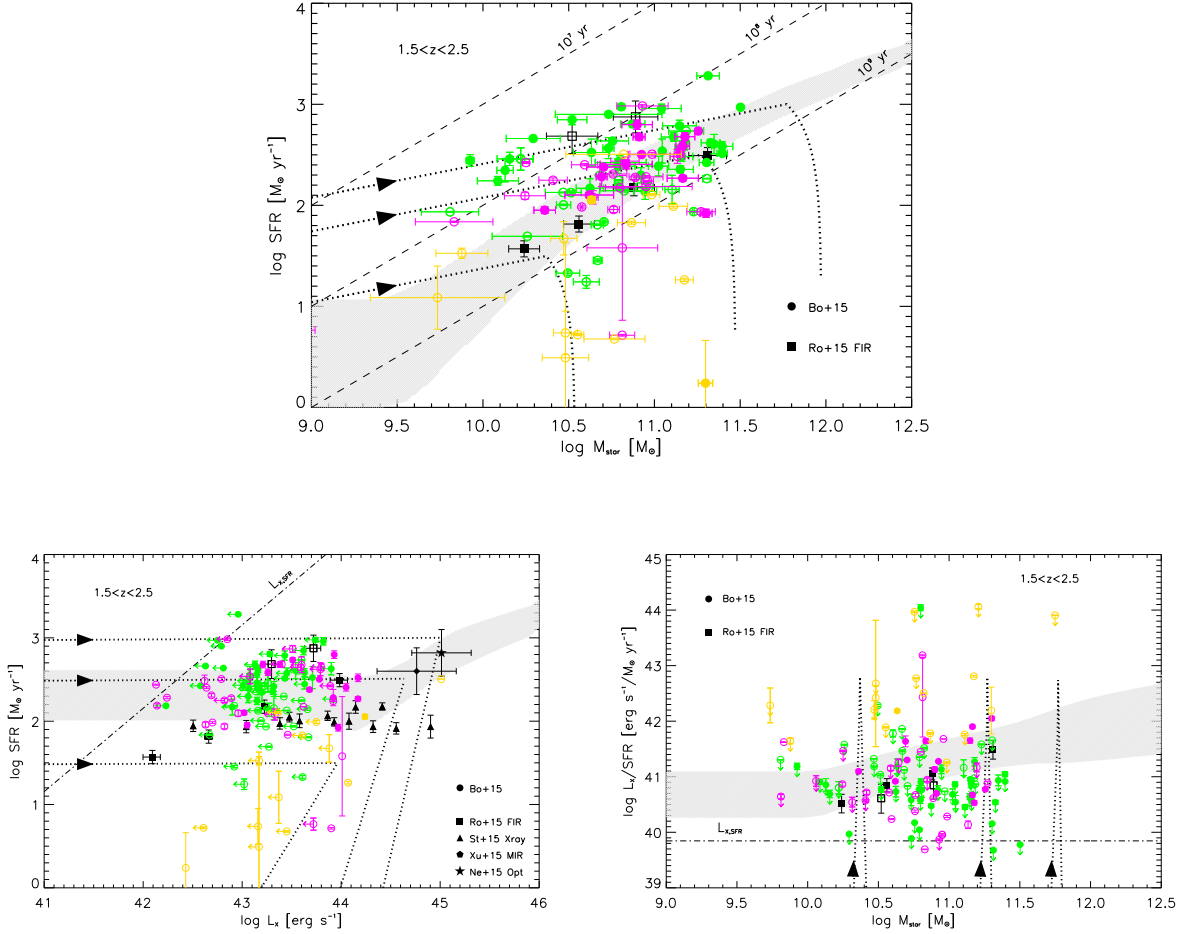 1.5<z<2.5
10⁷ yr
10⁸ yr
10⁹ yr
log SFR [M⊙ yr⁻¹]
4
3
2
1
0
9.0 9.5 10.0 10.5 11.0 11.5 12.0 12.5
log Mstar [M⊙]
Bo+15
Ro+15 FIR
1.5<z<2.5
Lx,SFR
log SFR [M⊙ yr⁻¹]
4
3
2
1
0
41 42 43 44 45 46
log Lx [erg s⁻¹]
Bo+15
Ro+15 FIR
St+15 Xray
Xu+15 MIR
Ne+15 Opt
Bo+15
Ro+15 FIR
1.5<z<2.5
Lx,SFR
log Lx/SFR [erg s⁻¹/M⊙ yr⁻¹]
45
44
43
42
41
40
39
9.5 10.0 10.5 11.0 11.5 12.0 12.5
log Mstar [M⊙]